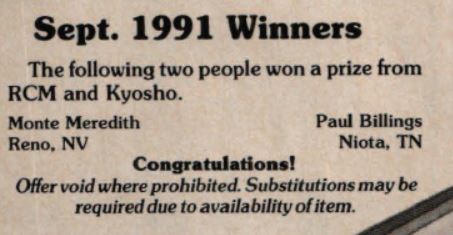 Sept. 1991 Winners
The following two people won a prize from
RCM and Kyosho.
Monte Meredith Paul Billings
Reno, NV Niota, TN
Congratulations!
Offer void where prohibited. Substitutions may be
required due to availability of item.